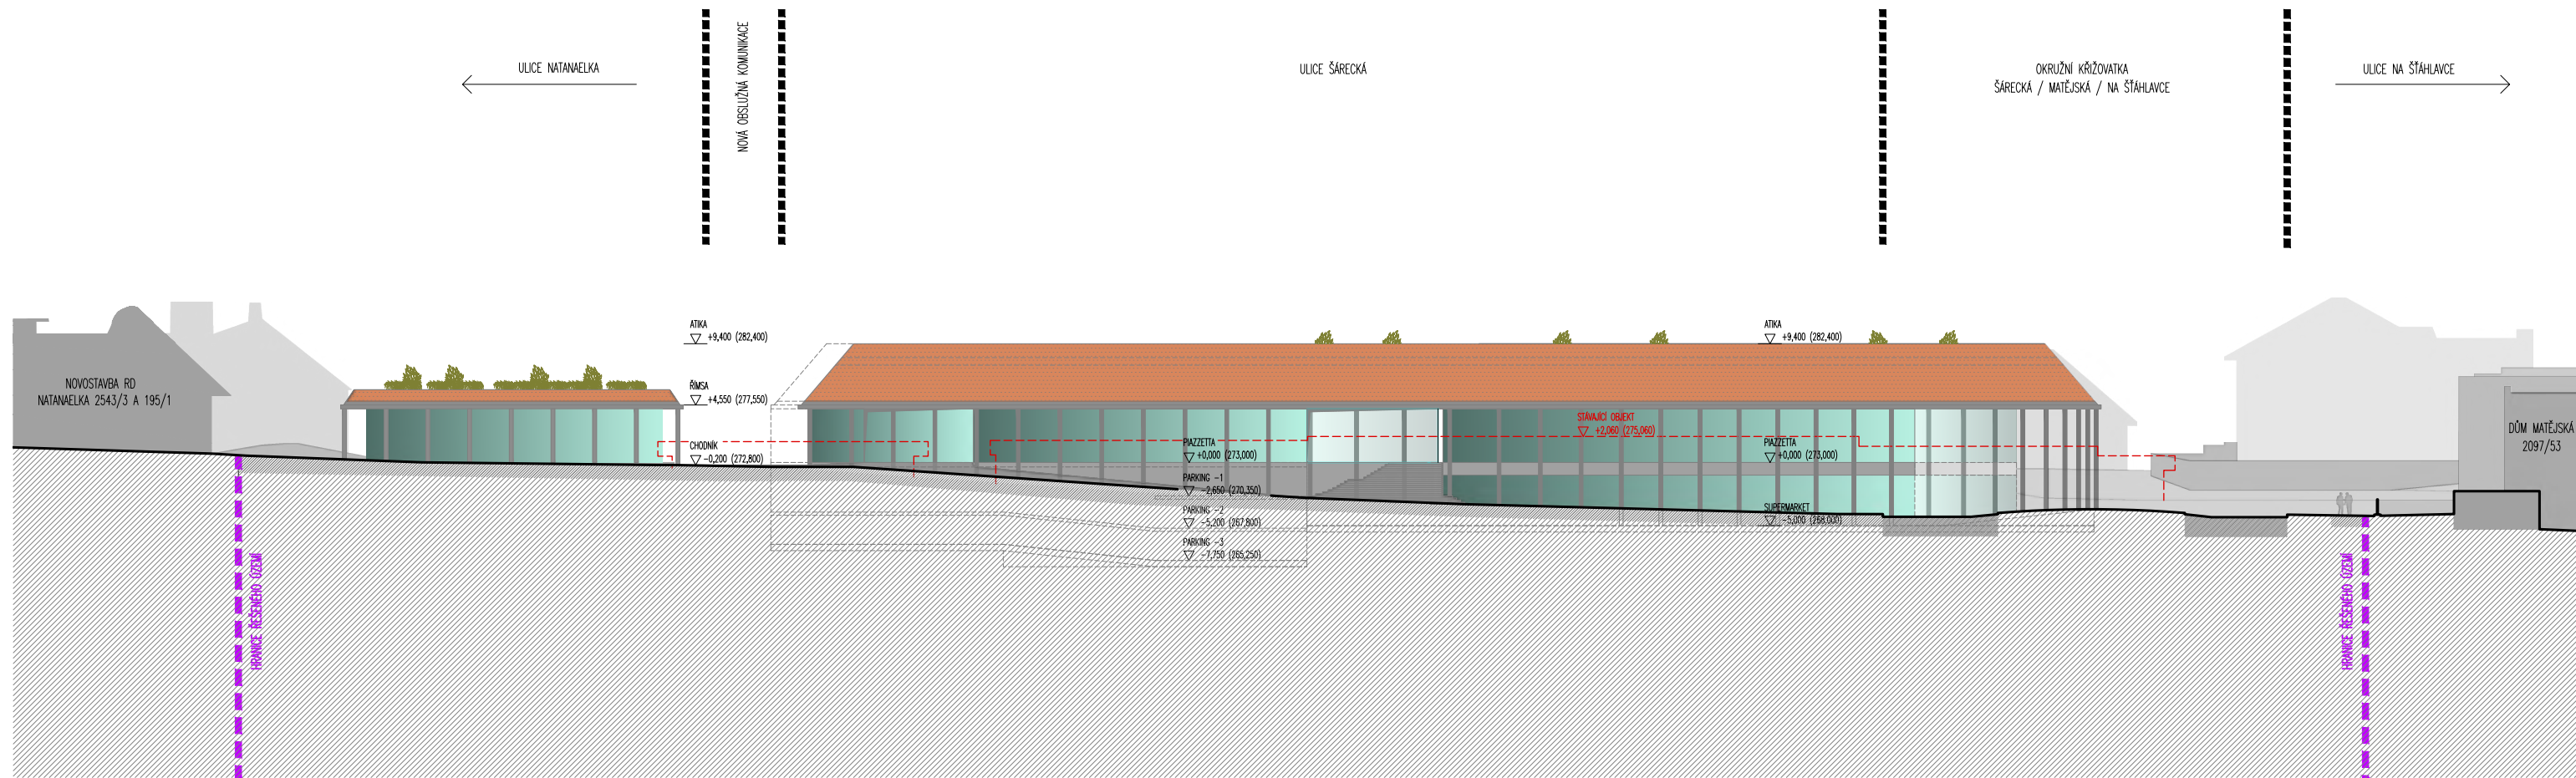 ULICE NATANAELKA
NOVÁ OBSLUŽNÁ KOMUNIKACE
ULICE ŠÁRECKÁ
OKRUŽNÍ KŘIŽOVATKA
ŠÁRECKÁ / MATĚJSKÁ / NA ŠŤÁHLAVCE
ULICE NA ŠŤÁHLAVCE
NOVOSTAVBA RD
NATANAELKA 2543/3 A 195/1
ATIKA
+9,400 (282,400)
ŘÍMSA
+4,550 (277,550)
CHODNÍK
-0,200 (272,800)
PIAZZETTA
+0,000 (273,000)
PARKING -1
-2,650 (270,350)
PARKING -2
-5,200 (267,800)
PARKING -3
-7,750 (265,250)
STÁVAJÍCÍ OBJEKT
+2,060 (275,060)
ATIKA
+9,400 (282,400)
PIAZZETTA
+0,000 (273,000)
SUPERMARKET
-5,000 (268,000)
DŮM MATĚJSKÁ
2097/53
HRANICE ŘEŠENÉHO ÚZEMÍ
HRANICE ŘEŠENÉHO ÚZEMÍ